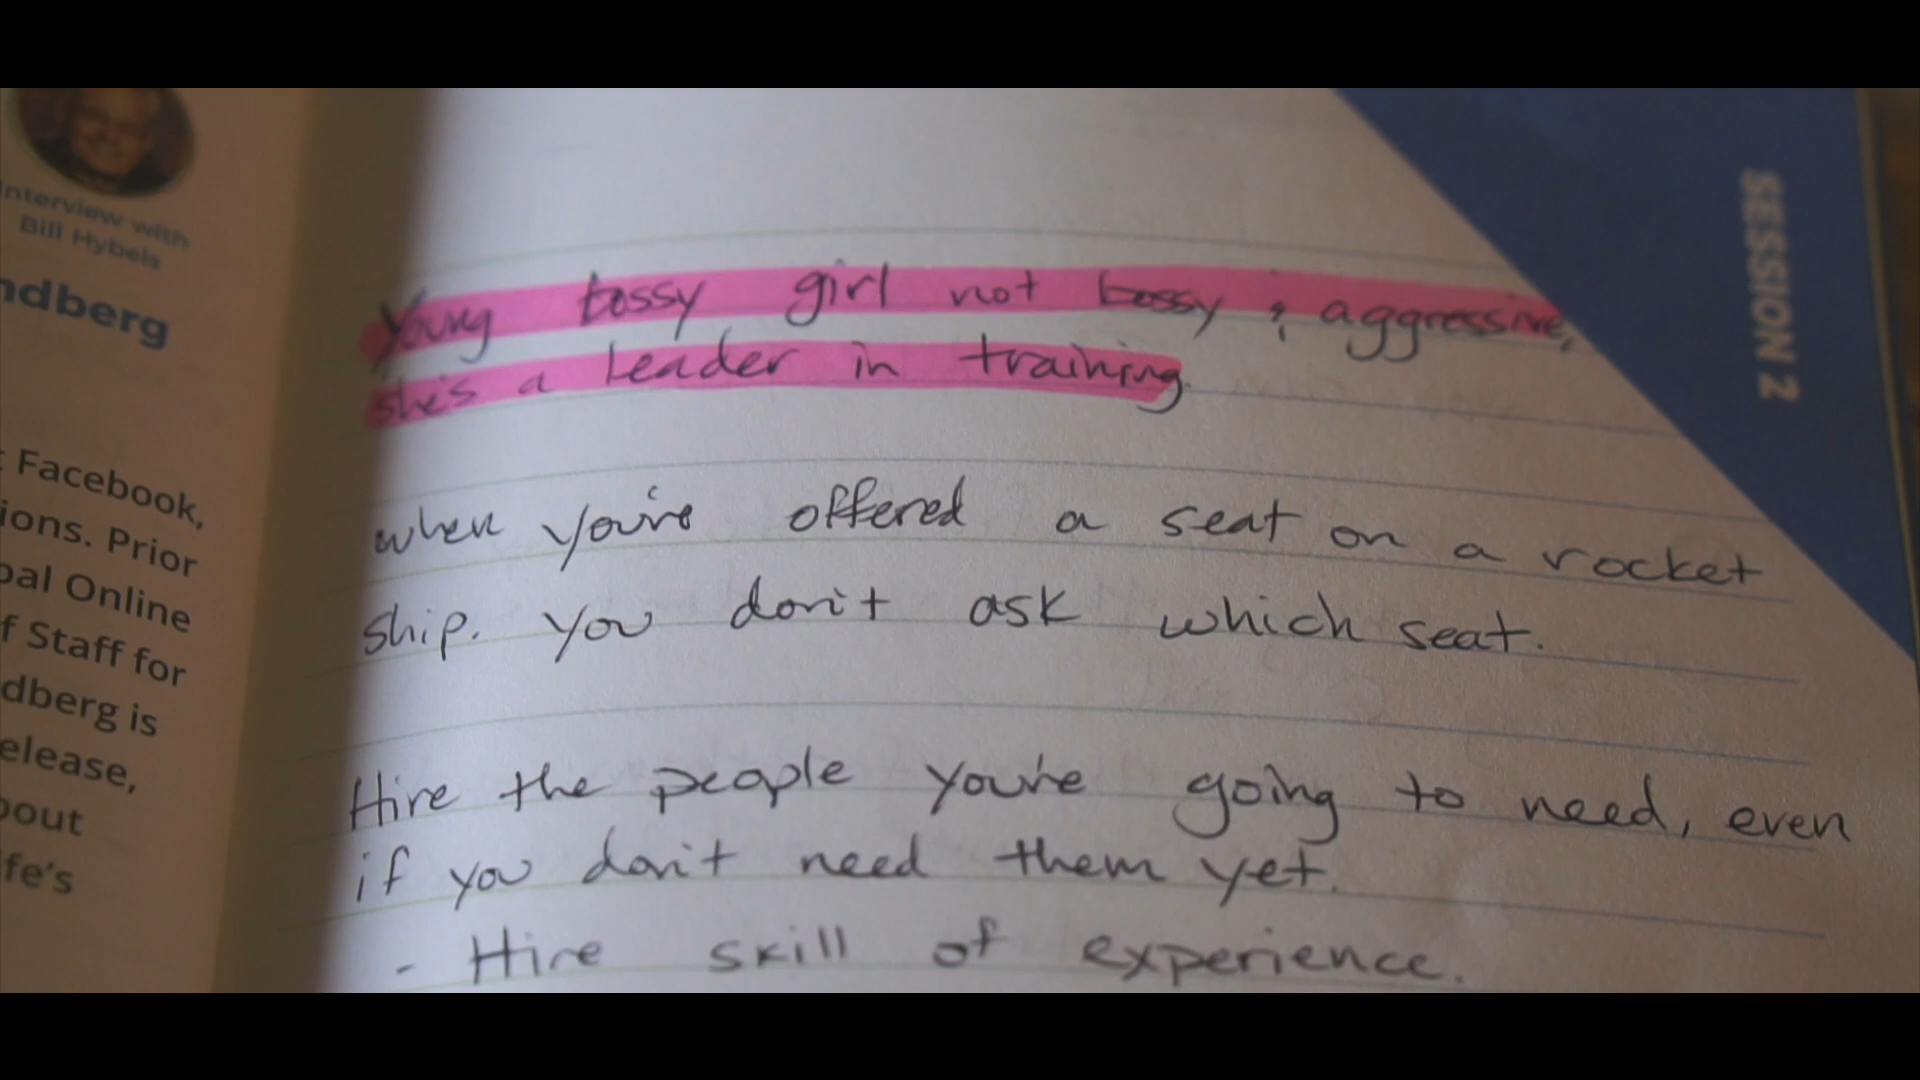 Interview with
Bill Hybels
ndberg
Facebook,
ions. Prior
bal Online
f Staff for
dberg is
elease,
bout
ife's
Young bossy girl not bossy & aggressive,
she's a leader in training.
when you're offered a seat on a rocket
ship. you don't ask which seat.
Hire the people you're going to need, even
if you don't need them yet.
- Hire skill of experience.
SESSION 2